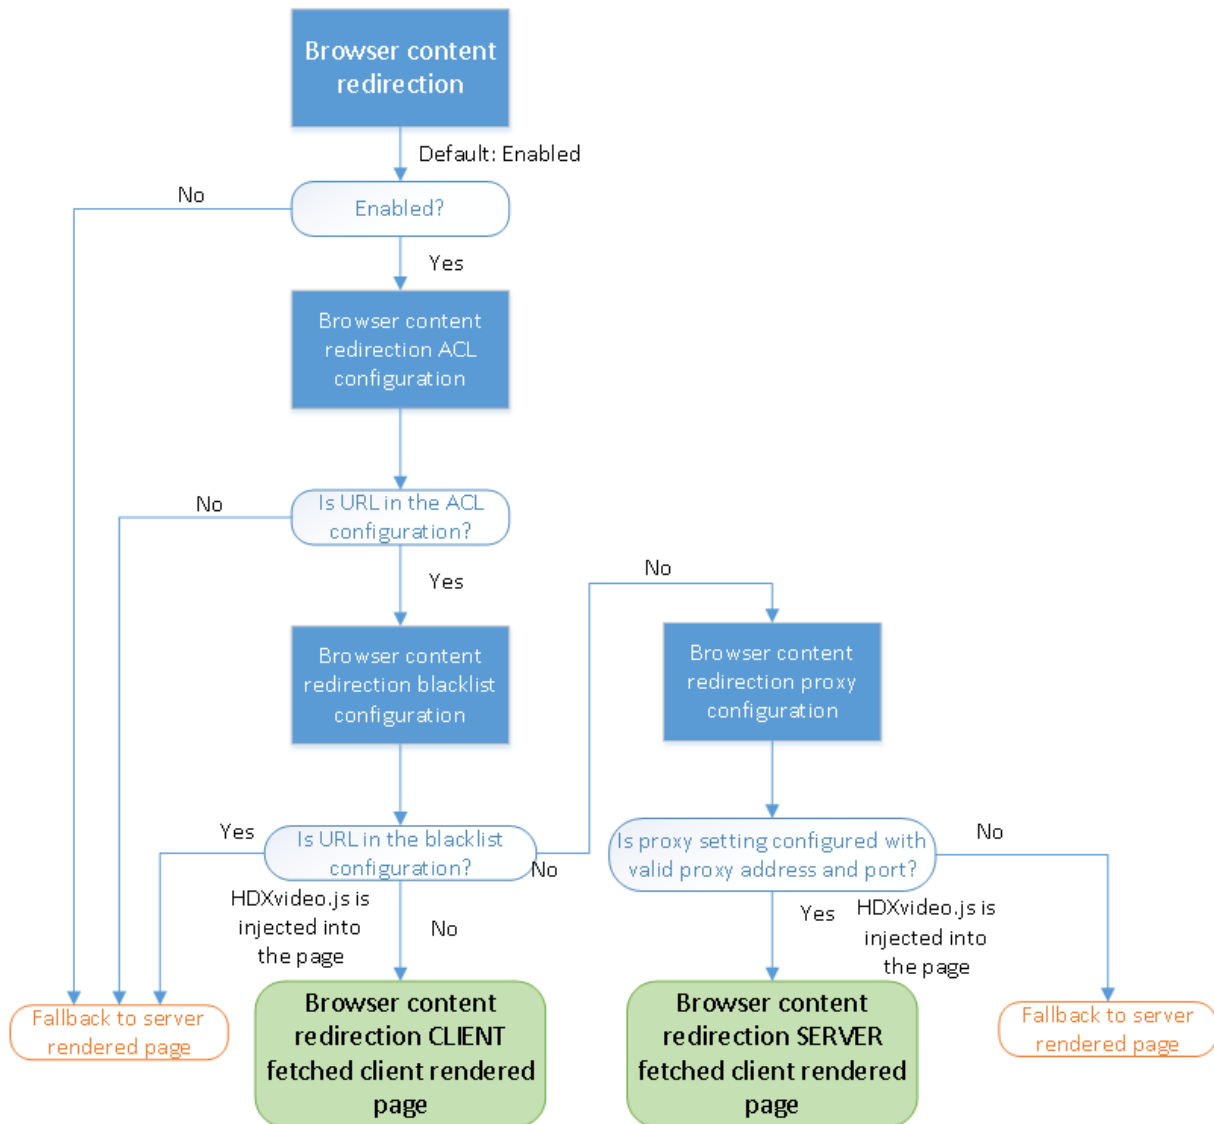 Browser content
redirection
Default: Enabled
No
Enabled?
Yes
Browser content
redirection ACL
configuration
No
Is URL in the ACL
configuration?
Yes
No
Browser content
redirection blacklist
configuration
Browser content
redirection proxy
configuration
Yes
Is URL in the blacklist
configuration?
No
Is proxy setting configured with
valid proxy address and port?
No
HDXvideo.js is
injected into
the page
No
Yes
HDXvideo.js is
injected into
the page
Fallback to server
rendered page
Browser content
redirection CLIENT
fetched client rendered
page
Browser content
redirection SERVER
fetched client rendered
page
Fallback to server
rendered page